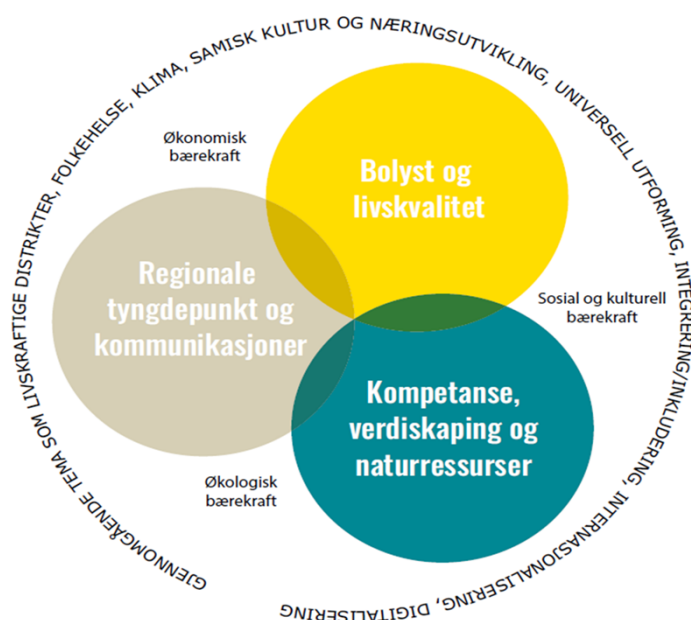 GJENNOMGÅENDE TEMA SOM LIVSKRAFTIGE DISTRIKTER, FOLKEHELSE, KLIMA, SAMISK KULTUR OG NÆRINGSUTVIKLING, UNIVERSELL UTFORMING, INTEGRERING/INKLUDERING, INTERNASJONALISERING, DIGITALISERING
Økonomisk
bærekraft
Bolyst og
livskvalitet
Regionale
tyngdepunkt og
kommunikasjoner
Sosial og kulturell
bærekraft
Kompetanse,
verdiskaping og
naturressurser
Økologisk
bærekraft